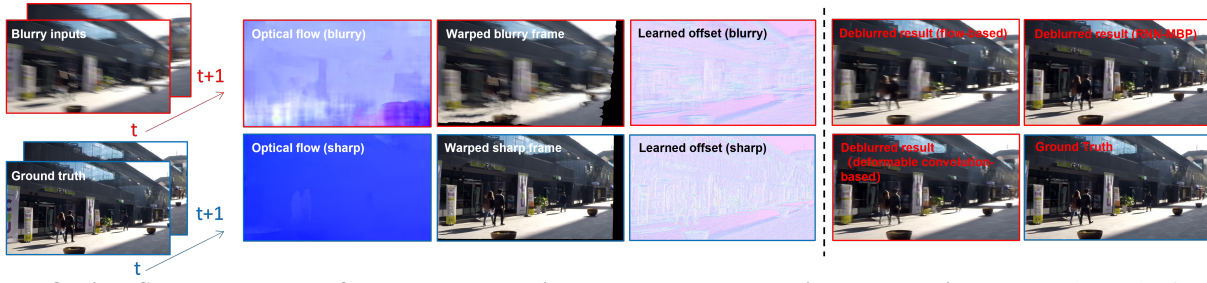 Blurry inputs
t+1
t
Ground truth
t+1
t
Optical flow (blurry)
Warped blurry frame
Learned offset (blurry)
Optical flow (sharp)
Warped sharp frame
Learned offset (sharp)
Deblurred result (flow-based)
Deblurred result (RNN-MBP)
Deblurred result
(deformable convolution
based)
Ground Truth